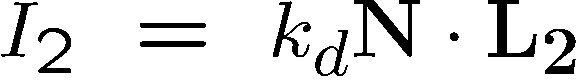 I₂ = k_d N · L₂